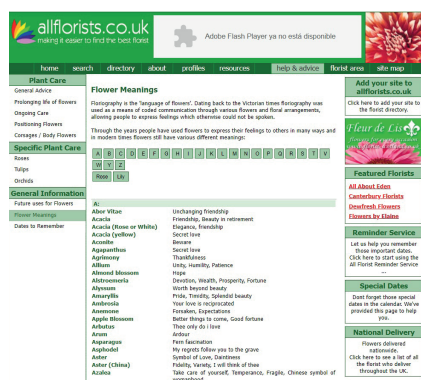 allflorists.co.uk
making it easier to find the best florist
Adobe Flash Player ya no está disponible
home search directory about profiles resources help & advice florist area site map
Plant Care
General Advice
Prolonging life of flowers
Ongoing Care
Positioning Flowers
Corsages / Body Flowers
Specific Plant Care
Roses
Tulips
Orchids
General Information
Future uses for Flowers
Flower Meanings
Dates to Remember
Flower Meanings
Floriography is the 'language of flowers'. Dating back to the Victorian times floriography was
used as a means of coded communication through various flowers and floral arrangements,
allowing people to express feelings which otherwise could not be spoken.
Through the years people have used flowers to express their feelings to others in many ways and
in modern times flowers still have various different meanings:
A B C D E F G H I J K L M N O P Q R S T V
W Y Z
Rose Lily
A:
Abor Vitae Unchanging friendship
Acacia Friendship, Beauty in retirement
Acacia (Rose or White) Elegance, friendship
Acacia (yellow) Secret love
Aconite Beware
Agapanthus Secret love
Agrimony Thankfulness
Allium Unity, Humility, Patience
Almond blossom Hope
Alstroemeria Devotion, Wealth, Prosperity, Fortune
Alyssum Worth beyond beauty
Amaryllis Pride, Timidity, Splendid beauty
Ambrosia Your love is reciprocated
Anemone Forsaken, Expectations
Apple Blossom Better things to come, Good fortune
Arbutus Thee only do i love
Arum Ardour
Asparagus Fern fascination
Asphodel My regrets follow you to the grave
Aster Symbol of Love, Daintiness
Aster (China) Fidelity, Variety, I will think of thee
Azalea Take care of yourself, Temperance, Fragile, Chinese symbol of
womanhood
Add your site to
allflorists.co.uk
Click here to add your site to
the florist directory.
Fleur de Lis
Featured Florists
All About Eden
Canterbury Florists
Dewfresh Flowers
Flowers by Elaine
Reminder Service
Let us help you remember
those important dates.
Click here to start using the
All Florist Reminder Service
...
Special Dates
Dont forget those special
dates in the calendar. We've
provided this page to help
you.
National Delivery
Flowers delivered
nationwide.
Click here to see a list of all
the florist who deliver
throughout the UK.